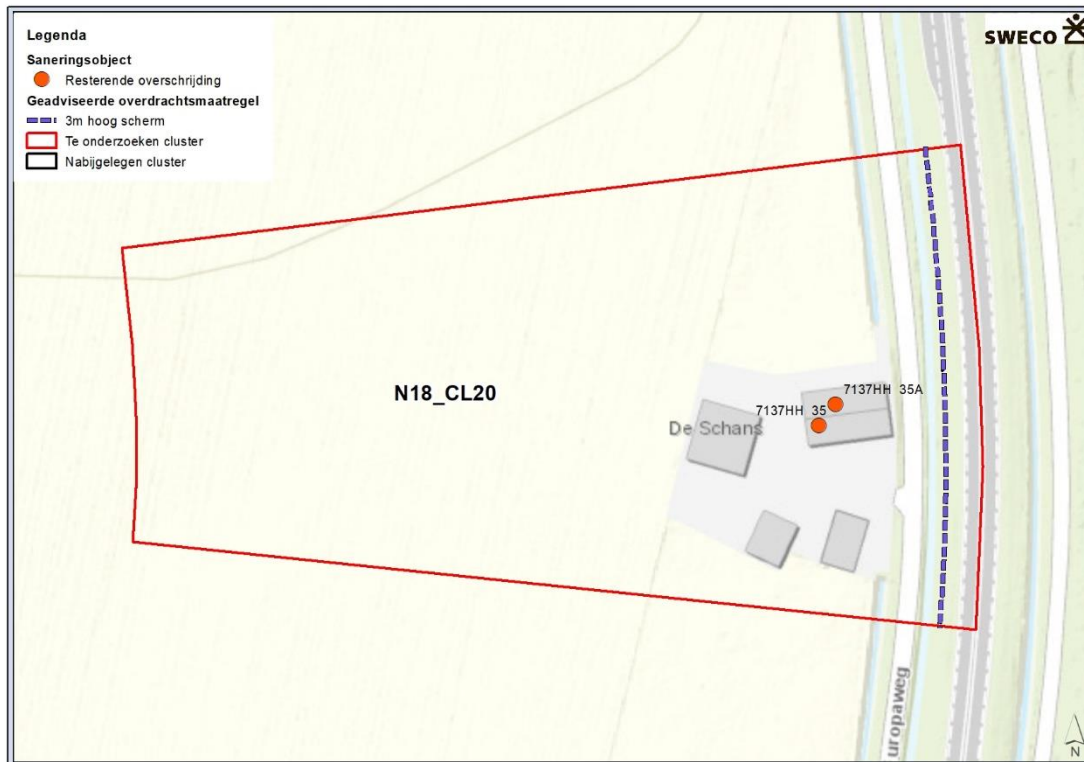 Legenda
Saneringsobject
Resterende overschrijding
Geadviseerde overdrachtsmaatregel
3m hoog scherm
Te onderzoeken cluster
Nabijgelegen cluster
SWECO
N18_CL20
7137HH 35A
7137HH 35
De Schans
uropaweg
N